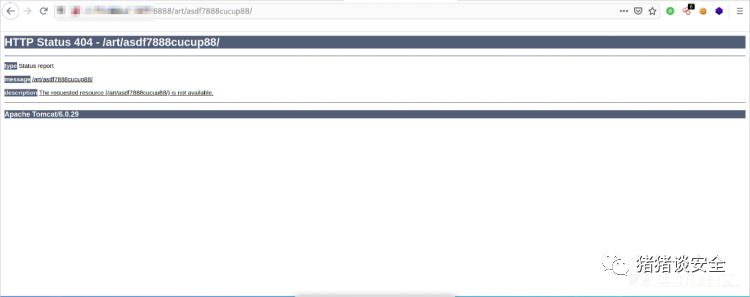 8888/art/asdf7888cucup88/
HTTP Status 404 - /art/asdf7888cucup88/
type Status report
message /art/asdf7888cucup88/
description The requested resource (/art/asdf7888cucup88/) is not available.
Apache Tomcat/6.0.29
猪猪谈安全